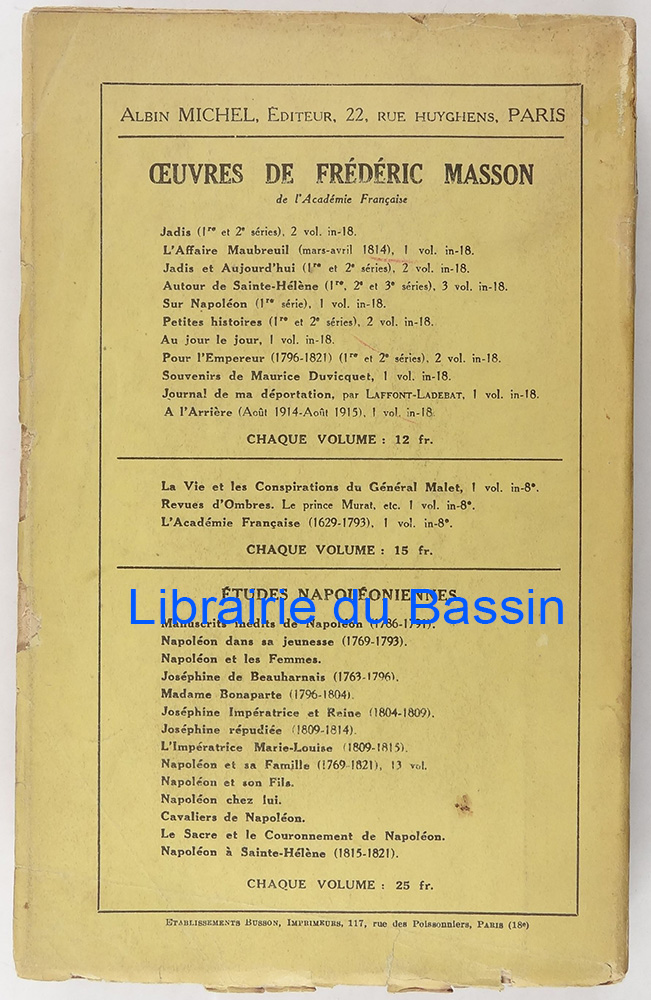 ALBIN MICHEL, ÉDITEUR, 22, RUE HUYGHENS, PARIS
ŒUVRES DE FRÉDÉRIC MASSON
de l'Académie Française
Jadis (1re et 2e séries), 2 vol. in-18.
L'Affaire Maubreuil (mars-avril 1814), 1 vol. in-18.
Jadis et Aujourd'hui (1re et 2e séries), 2 vol. in-18.
Autour de Sainte-Hélène (1re, 2e et 3e séries), 3 vol. in-18.
Sur Napoléon (1re série), 1 vol. in-18.
Petites histoires (1re et 2e séries), 2 vol. in-18.
Au jour le jour, 1 vol. in-18.
Pour l'Empereur (1796-1821) (1re et 2e séries), 2 vol. in-18.
Souvenirs de Maurice Duvicquet, 1 vol. in-18.
Journal de ma déportation, par LAFFONT-LADEBAT, 1 vol. in-18.
A l'Arrière (Août 1914-Août 1915), 1 vol. in-18.
CHAQUE VOLUME : 12 fr.
La Vie et les Conspirations du Général Malet, 1 vol. in-8°.
Revues d'Ombres. Le prince Murat, etc. 1 vol. in-8°.
L'Académie Française (1629-1793), 1 vol. in-8°.
CHAQUE VOLUME : 15 fr.
ÉTUDES NAPOLÉONIENNES
Librairie du Bassin
Manuscrits inédits de Napoléon (1786-1791).
Napoléon dans sa jeunesse (1769-1793).
Napoléon et les Femmes.
Joséphine de Beauharnais (1763-1796).
Madame Bonaparte (1796-1804).
Joséphine Impératrice et Reine (1804-1809).
Joséphine répudiée (1809-1814).
L'Impératrice Marie-Louise (1809-1815).
Napoléon et sa Famille (1769-1821), 13 vol.
Napoléon et son Fils.
Napoléon chez lui.
Cavaliers de Napoléon.
Le Sacre et le Couronnement de Napoléon.
Napoléon à Sainte-Hélène (1815-1821).
CHAQUE VOLUME : 25 fr.
ETABLISSEMENTS BUSSON, IMPRIMEURS, 117, rue des Poissonniers, PARIS (18e)